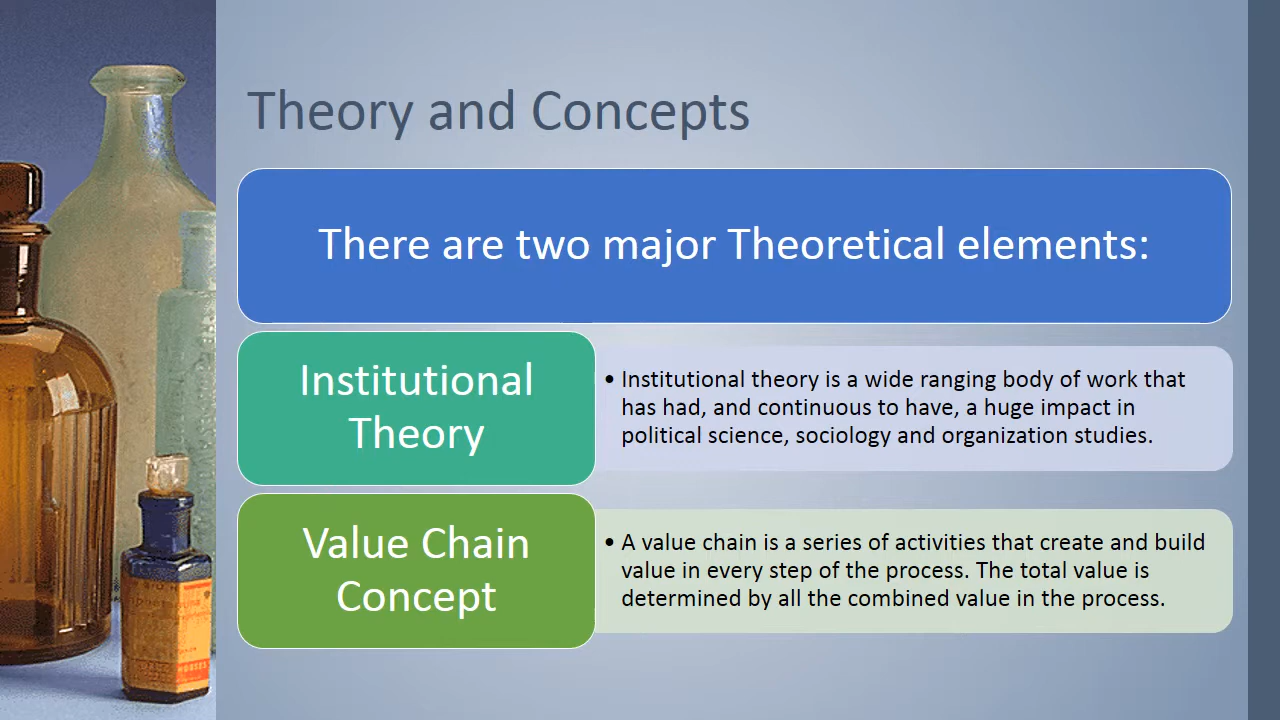 Theory and Concepts
There are two major Theoretical elements:
Institutional
Theory
• Institutional theory is a wide ranging body of work that
has had, and continuous to have, a huge impact in
political science, sociology and organization studies.
Value Chain
Concept
• A value chain is a series of activities that create and build
value in every step of the process. The total value is
determined by all the combined value in the process.